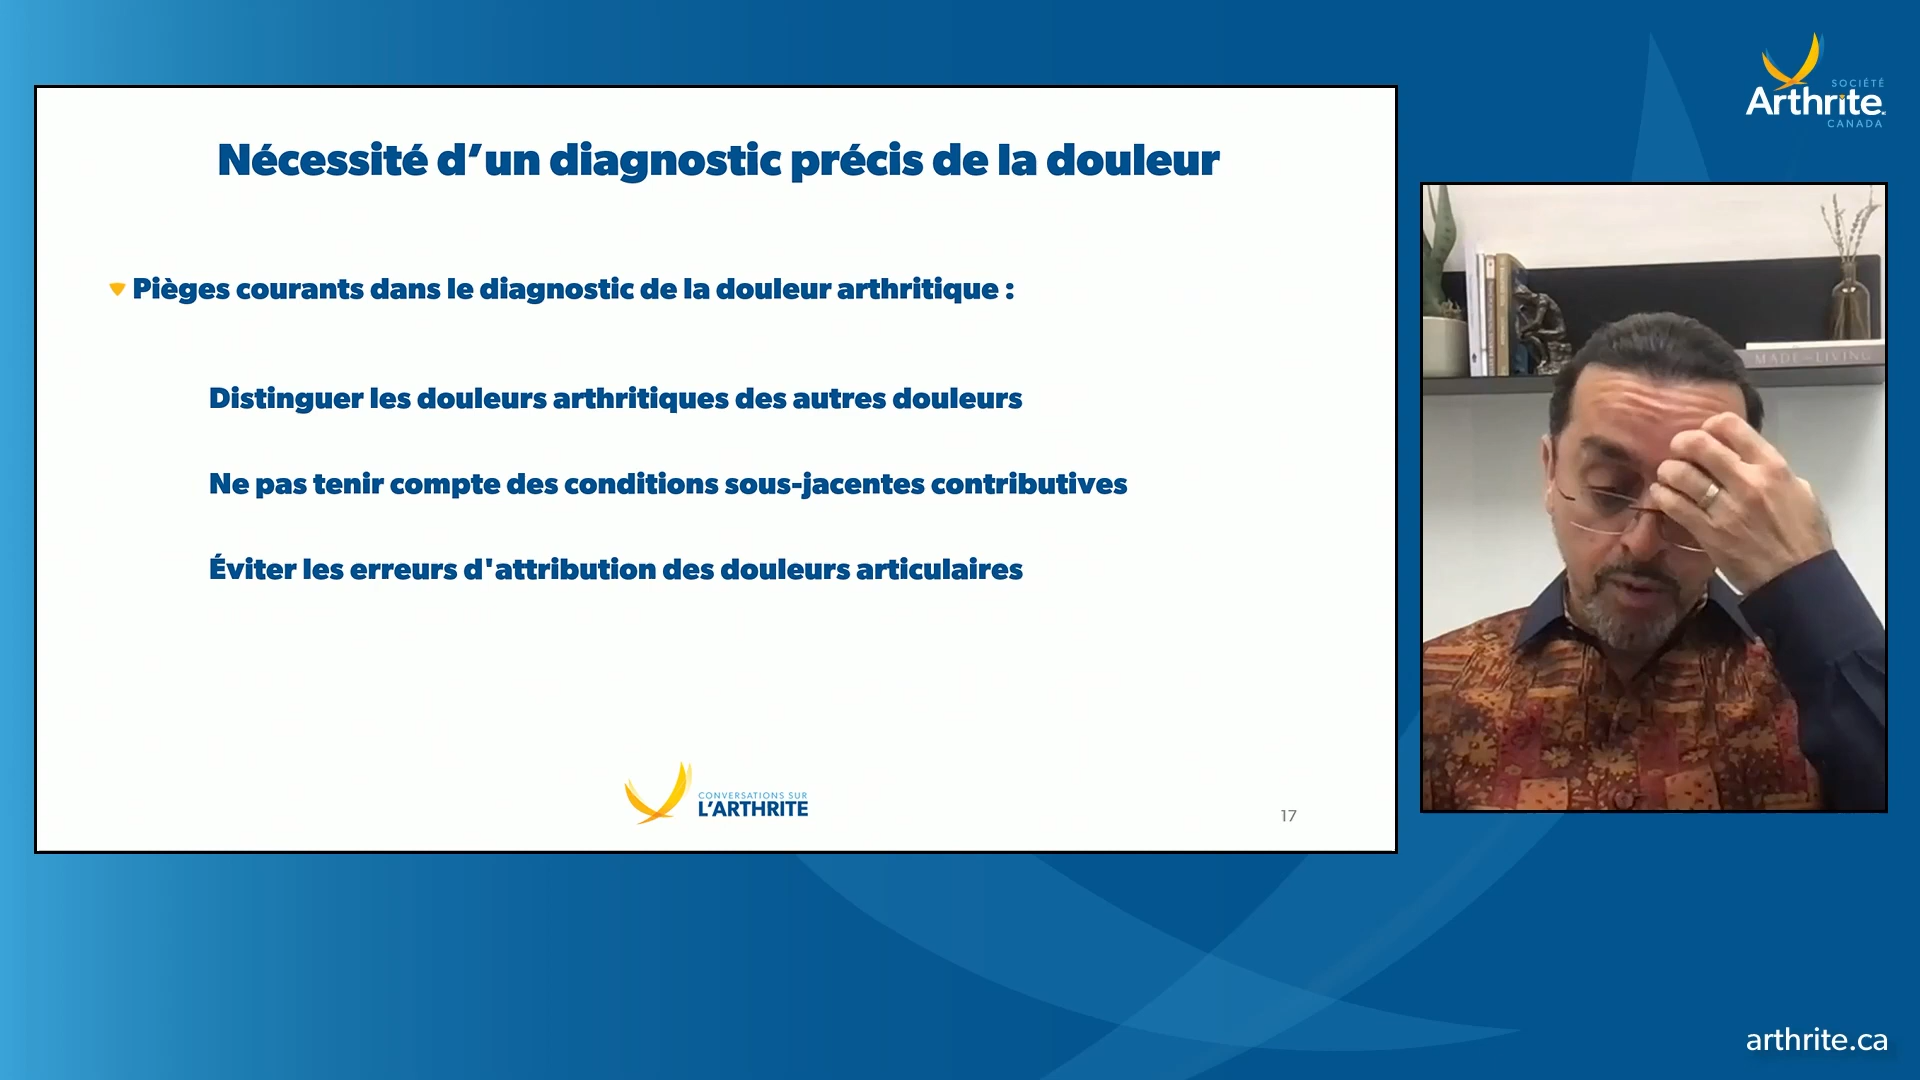 Nécessité d’un diagnostic précis de la douleur
Pièges courants dans le diagnostic de la douleur arthritique :
Distinguer les douleurs arthritiques des autres douleurs
Ne pas tenir compte des conditions sous-jacentes contributives
Éviter les erreurs d'attribution des douleurs articulaires
CONVERSATIONS SUR
L’ARTHRITE
17
SOCIÉTÉ
Arthrite
CANADA
MADE LIVING
arthrite.ca